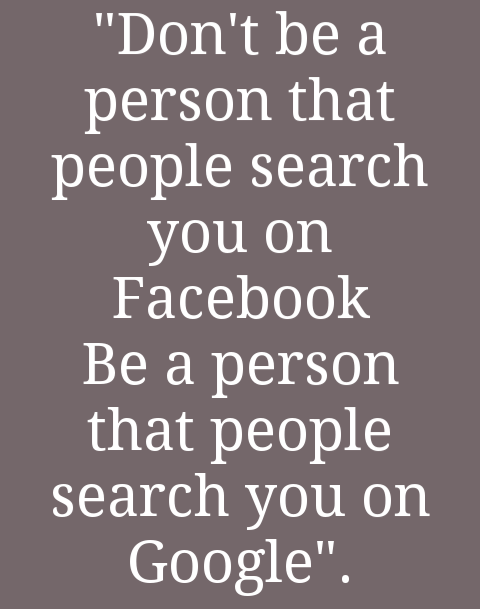 "Don't be a
person that
people search
you on
Facebook
Be a person
that people
search you on
Google".